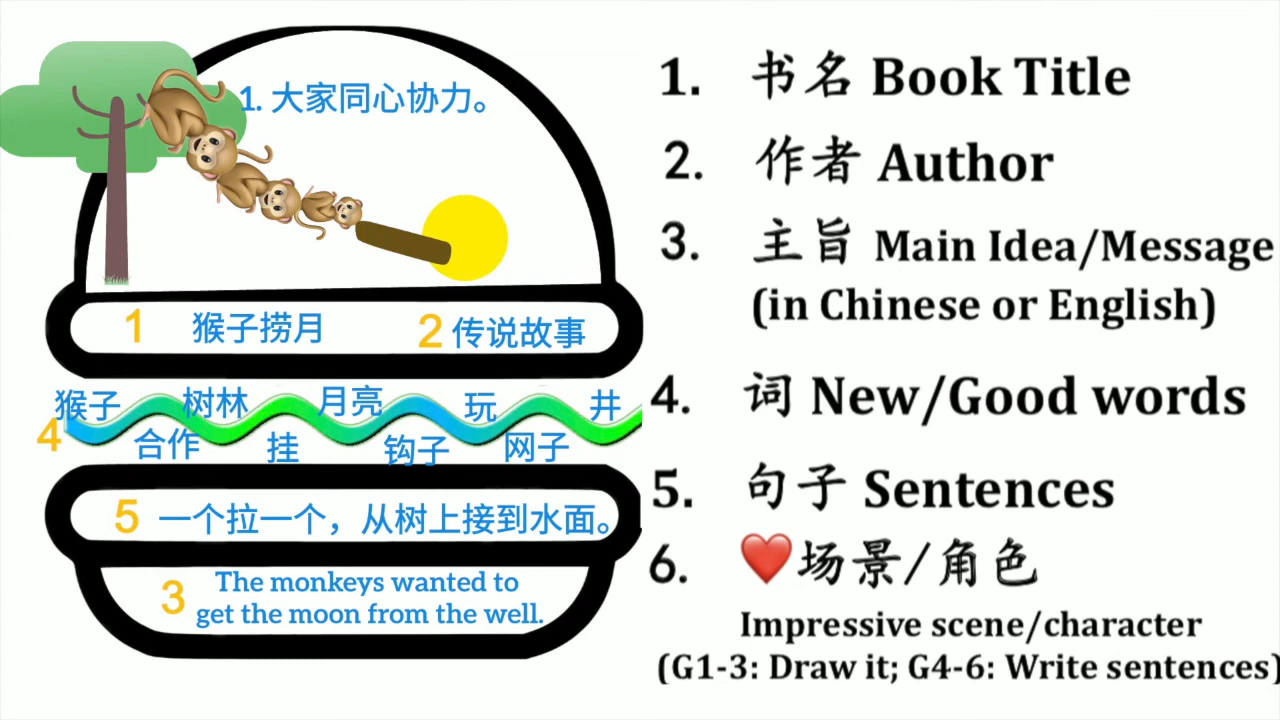 1. 大家同心协力。
1 猴子捞月 2 传说故事
猴子 树林 月亮 玩 井
4 合作 挂 钩子 网子
5 一个拉一个，从树上接到水面。
3 The monkeys wanted to
get the moon from the well.
1. 书名 Book Title
2. 作者 Author
3. 主旨 Main Idea/Message
(in Chinese or English)
4. 词 New/Good words
5. 句子 Sentences
6. ❤️场景/角色
Impressive scene/character
(G1-3: Draw it; G4-6: Write sentences)